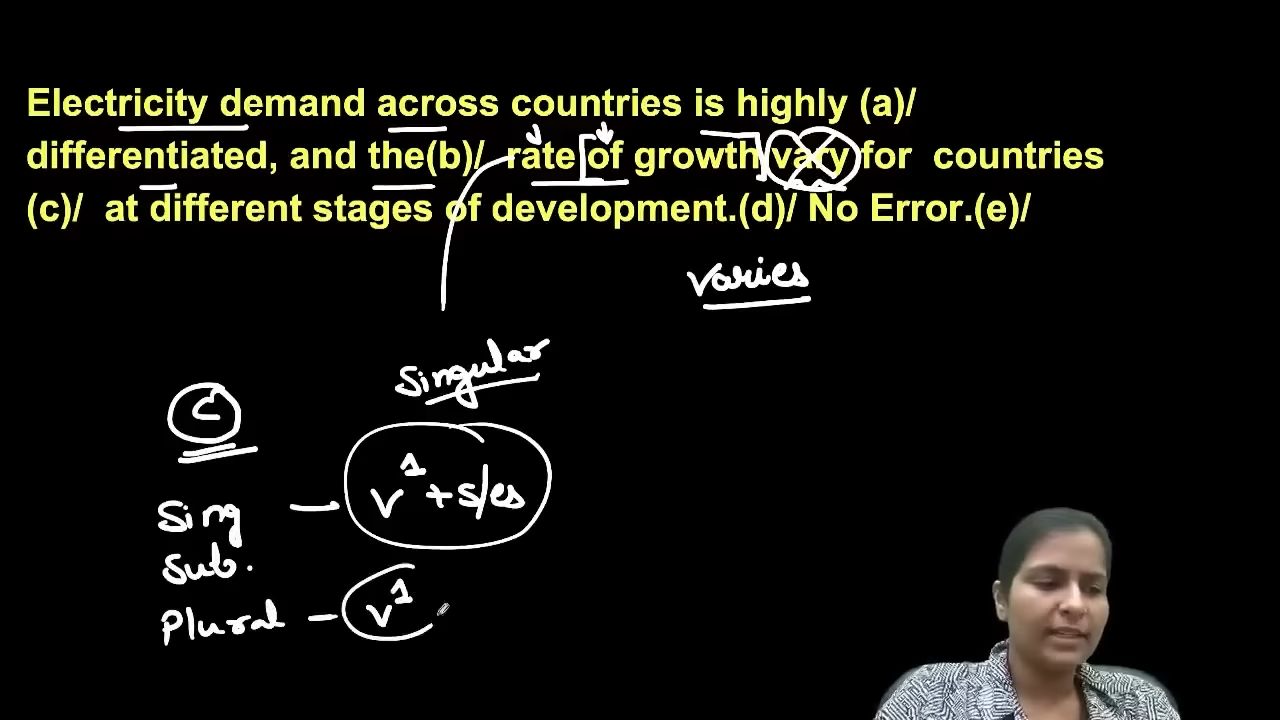 Electricity demand across countries is highly (a)/
differentiated, and the(b)/ rate of growth vary for countries
(c)/ at different stages of development.(d)/ No Error.(e)/
varies
Singular
C
V¹+s/es
Sing
Sub.
Plural – V¹